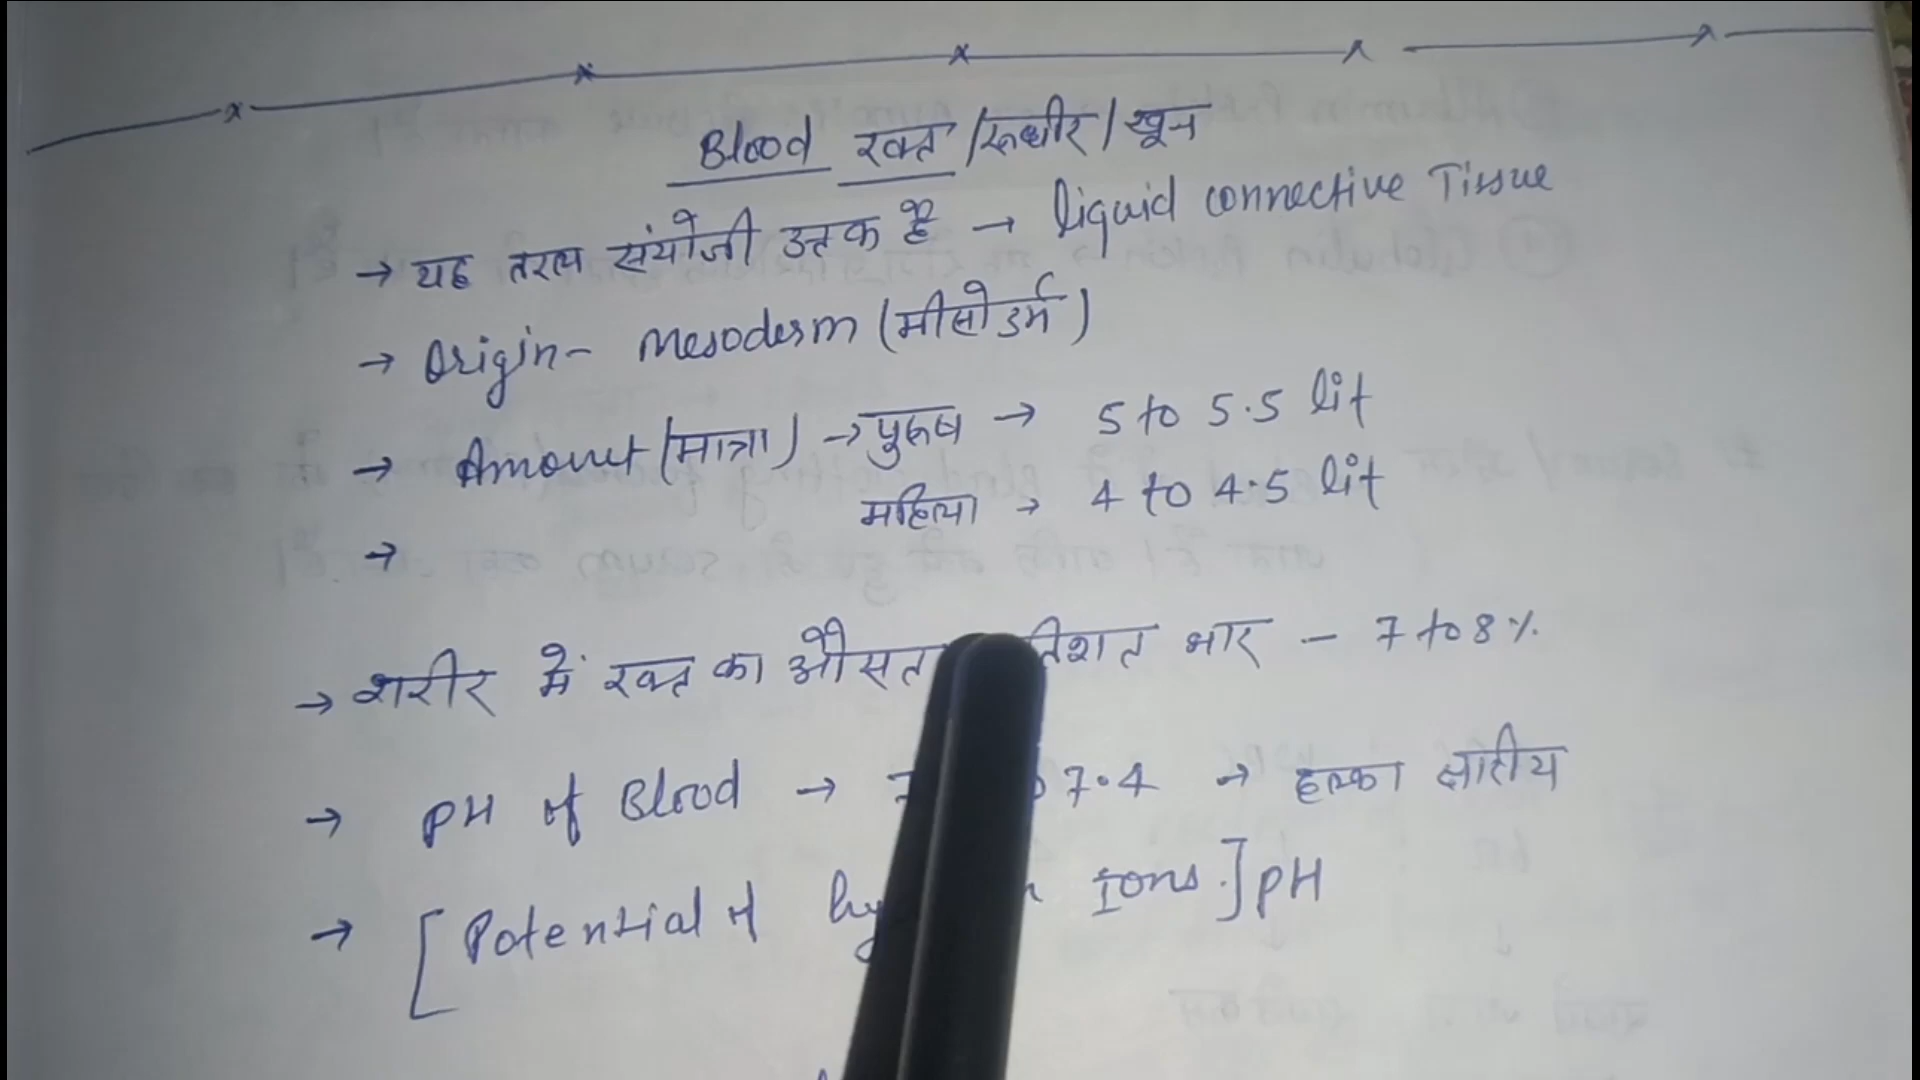 Blood रक्त /रूधीर/खून
→ यह तरल संयोजी उत्तक है → liquid connective Tissue
→ Origin - Mesoderm (मीसोडर्म)
→ Amount (मात्रा) → पुरूष → 5 to 5.5 lit
महिला → 4 to 4.5 lit
→
→ शरीर में रक्त का औसत भार - 7 to 8 %
→ PH of Blood → 7.4 → हल्का क्षारीय
→ [Potential of Ions.] PH